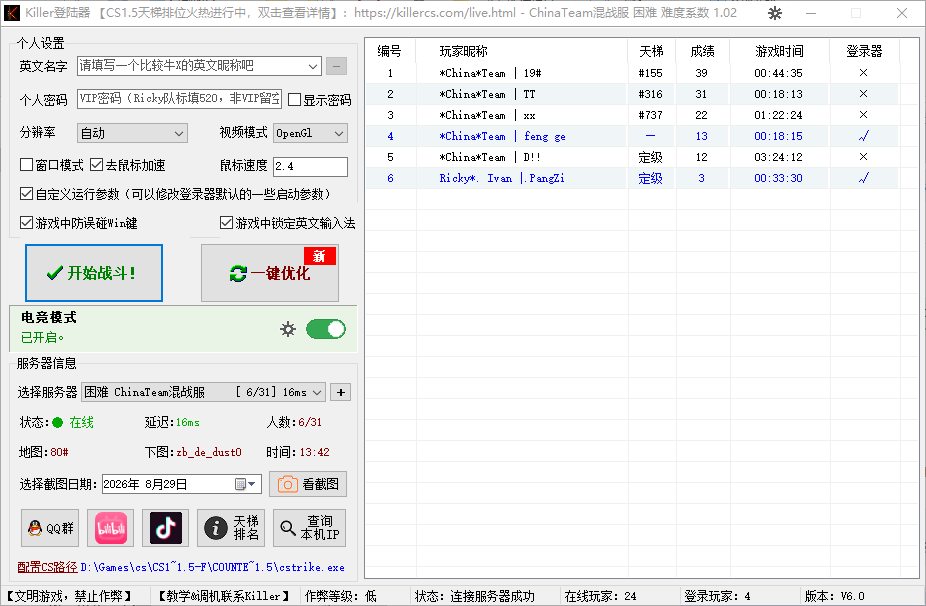 Killer登陆器 【CS1.5天梯排位火热进行中, 双击查看详情】: https://killercs.com/live.html - ChinaTeam混战服 困难 难度系数 1.02
个人设置
英文名字 请填写一个比较牛X的英文昵称吧
个人密码 VIP密码（Ricky队标填520，非VIP留空 显示密码
分辨率 自动 视频模式 OpenGl
窗口模式 去鼠标加速 鼠标速度 2.4
自定义运行参数（可以修改登录器默认的一些启动参数）
游戏中防误碰Win键 游戏中锁定英文输入法
开始战斗! 一键优化 新
电竞模式
已开启。
服务器信息
选择服务器 困难 ChinaTeam混战服 [ 6/31] 16ms +
状态: 在线 延迟:16ms 人数:6/31
地图:80# 下图:zb_de_dust0 时间:13:42
选择截图日期: 2026年 8月29日 看截图
QQ群 bilibili 天梯排名 查询本机IP
配置CS路径 D:\Games\cs\CS1~1.5-F\COUNTE~1.5\cstrike.exe
编号 玩家昵称 天梯 成绩 游戏时间 登录器
1 *China*Team | 19# #155 39 00:44:35 ×
2 *China*Team | TT #316 31 00:18:13 ×
3 *China*Team | xx #737 22 01:22:24 ×
4 *China*Team | feng ge — 13 00:18:15 √
5 *China*Team | D!! 定级 12 03:24:12 ×
6 Ricky*. Ivan |.PangZi 定级 3 00:33:30 √
【文明游戏，禁止作弊】 【教学&调机联系Killer】 作弊等级: 低 状态: 连接服务器成功 在线玩家: 24 登录玩家: 4 版本: V6.0